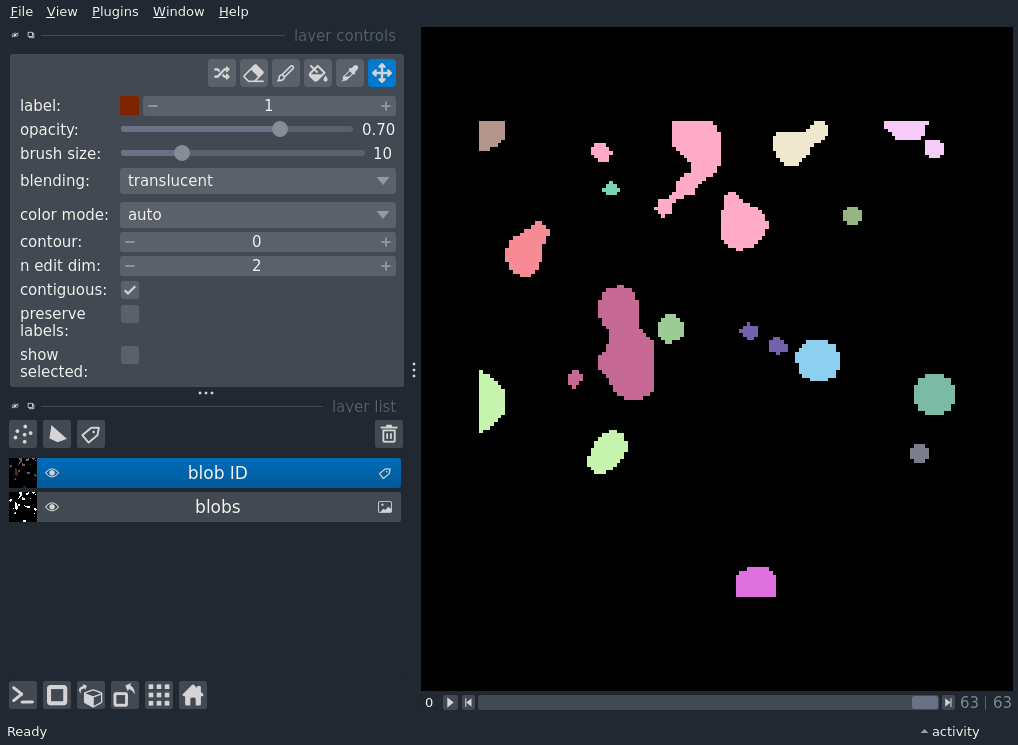 File View Plugins Window Help
layer controls
label: 1
opacity: 0.70
brush size: 10
blending: translucent
color mode: auto
contour: 0
n edit dim: 2
contiguous:
preserve
labels:
show
selected:
layer list
blob ID
blobs
0 63 | 63
Ready activity